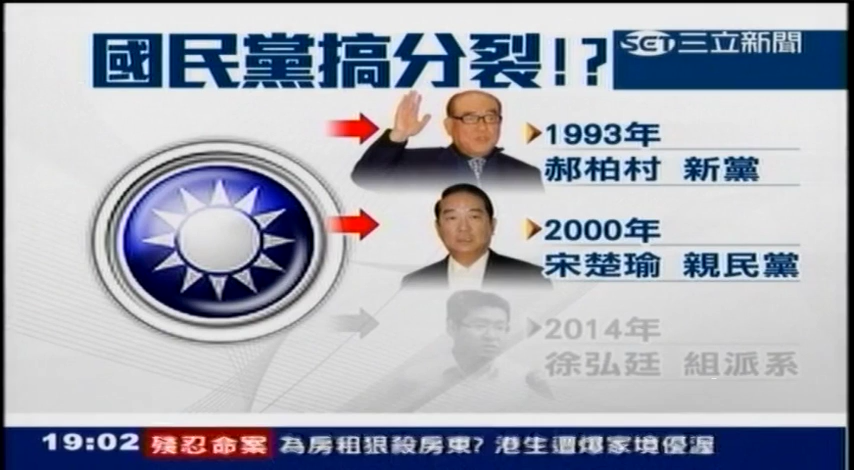 國民黨搞分裂!?
SET三立新聞
1993年
郝柏村 新黨
2000年
宋楚瑜 親民黨
2014年
徐弘廷 組派系
19:02 殘忍命案 為房租狠殺房東? 港生遭爆家境優渥